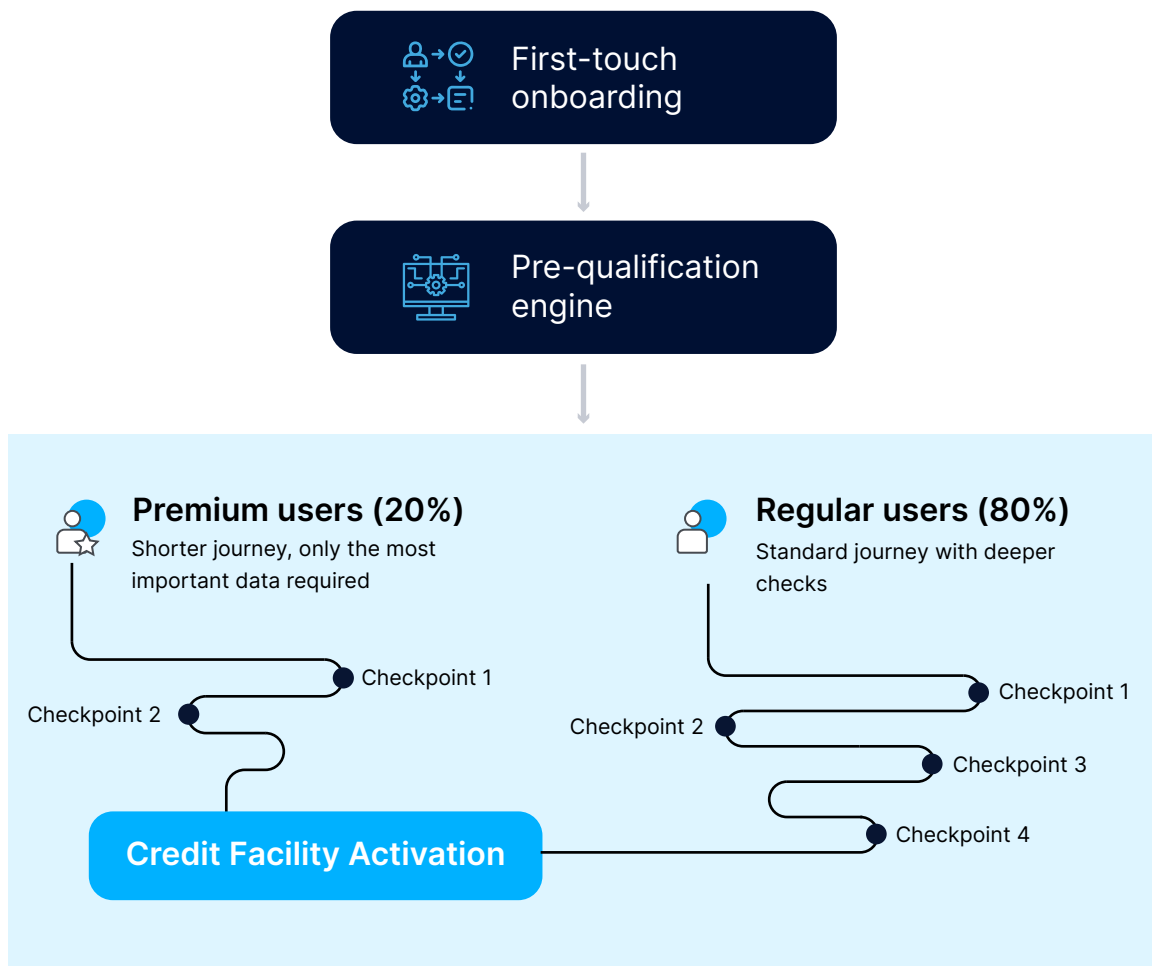 First-touch
onboarding
Pre-qualification
engine
Premium users (20%)
Shorter journey, only the most
important data required
Checkpoint 1
Checkpoint 2
Regular users (80%)
Standard journey with deeper
checks
Checkpoint 1
Checkpoint 2
Checkpoint 3
Checkpoint 4
Credit Facility Activation